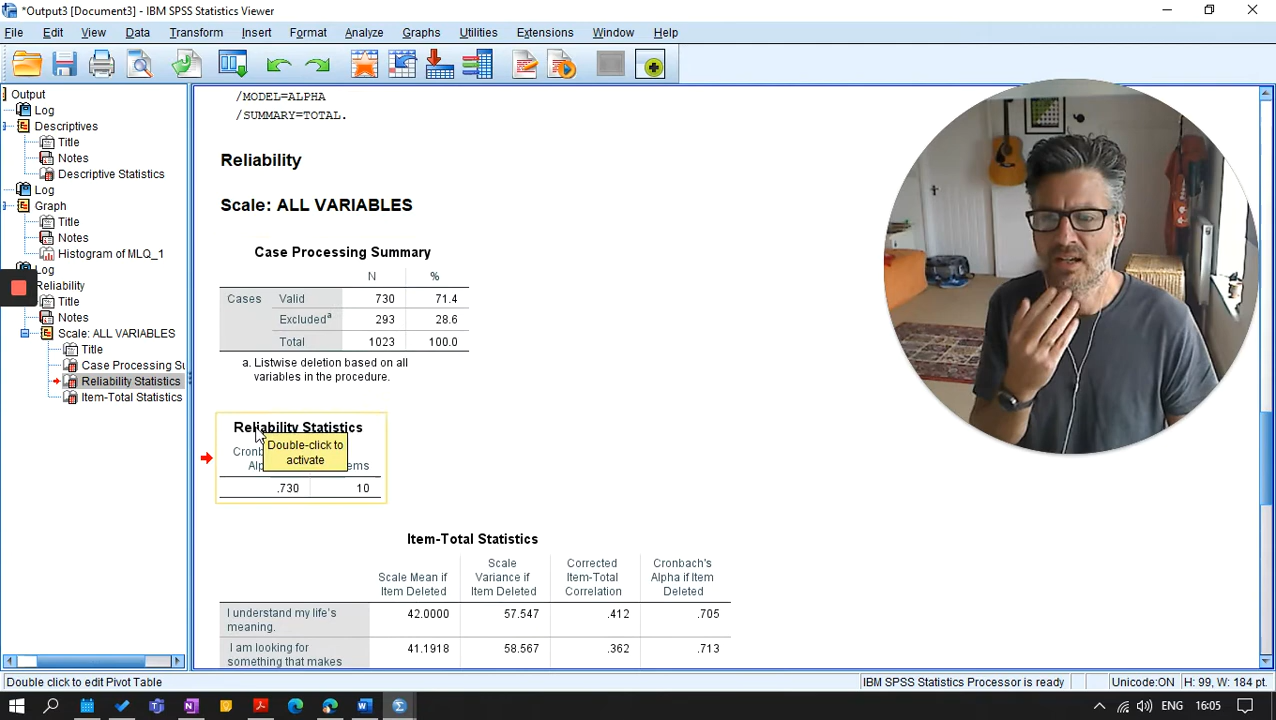 *Output3 [Document3] - IBM SPSS Statistics Viewer
File Edit View Data Transform Insert Format Analyze Graphs Utilities Extensions Window Help
Output
Log
Descriptives
Title
Notes
Descriptive Statistics
Log
Graph
Title
Notes
Histogram of MLQ_1
Log
Reliability
Title
Notes
Scale: ALL VARIABLES
Title
Case Processing Su
Reliability Statistics
Item-Total Statistics
/MODEL=ALPHA
/SUMMARY=TOTAL.
Reliability
Scale: ALL VARIABLES
Case Processing Summary
N %
Cases Valid 730 71.4
Excludedᵃ 293 28.6
Total 1023 100.0
a. Listwise deletion based on all
variables in the procedure.
Reliability Statistics
Double-click to
activate
.730 10
Item-Total Statistics
Scale Mean if Item Deleted
Scale Variance if Item Deleted
Corrected Item-Total Correlation
Cronbach's Alpha if Item Deleted
I understand my life's
meaning.
42.0000 57.547 .412 .705
I am looking for
something that makes
41.1918 58.567 .362 .713
Double click to edit Pivot Table
IBM SPSS Statistics Processor is ready
Unicode:ON H: 99, W: 184 pt.
ENG 16:05